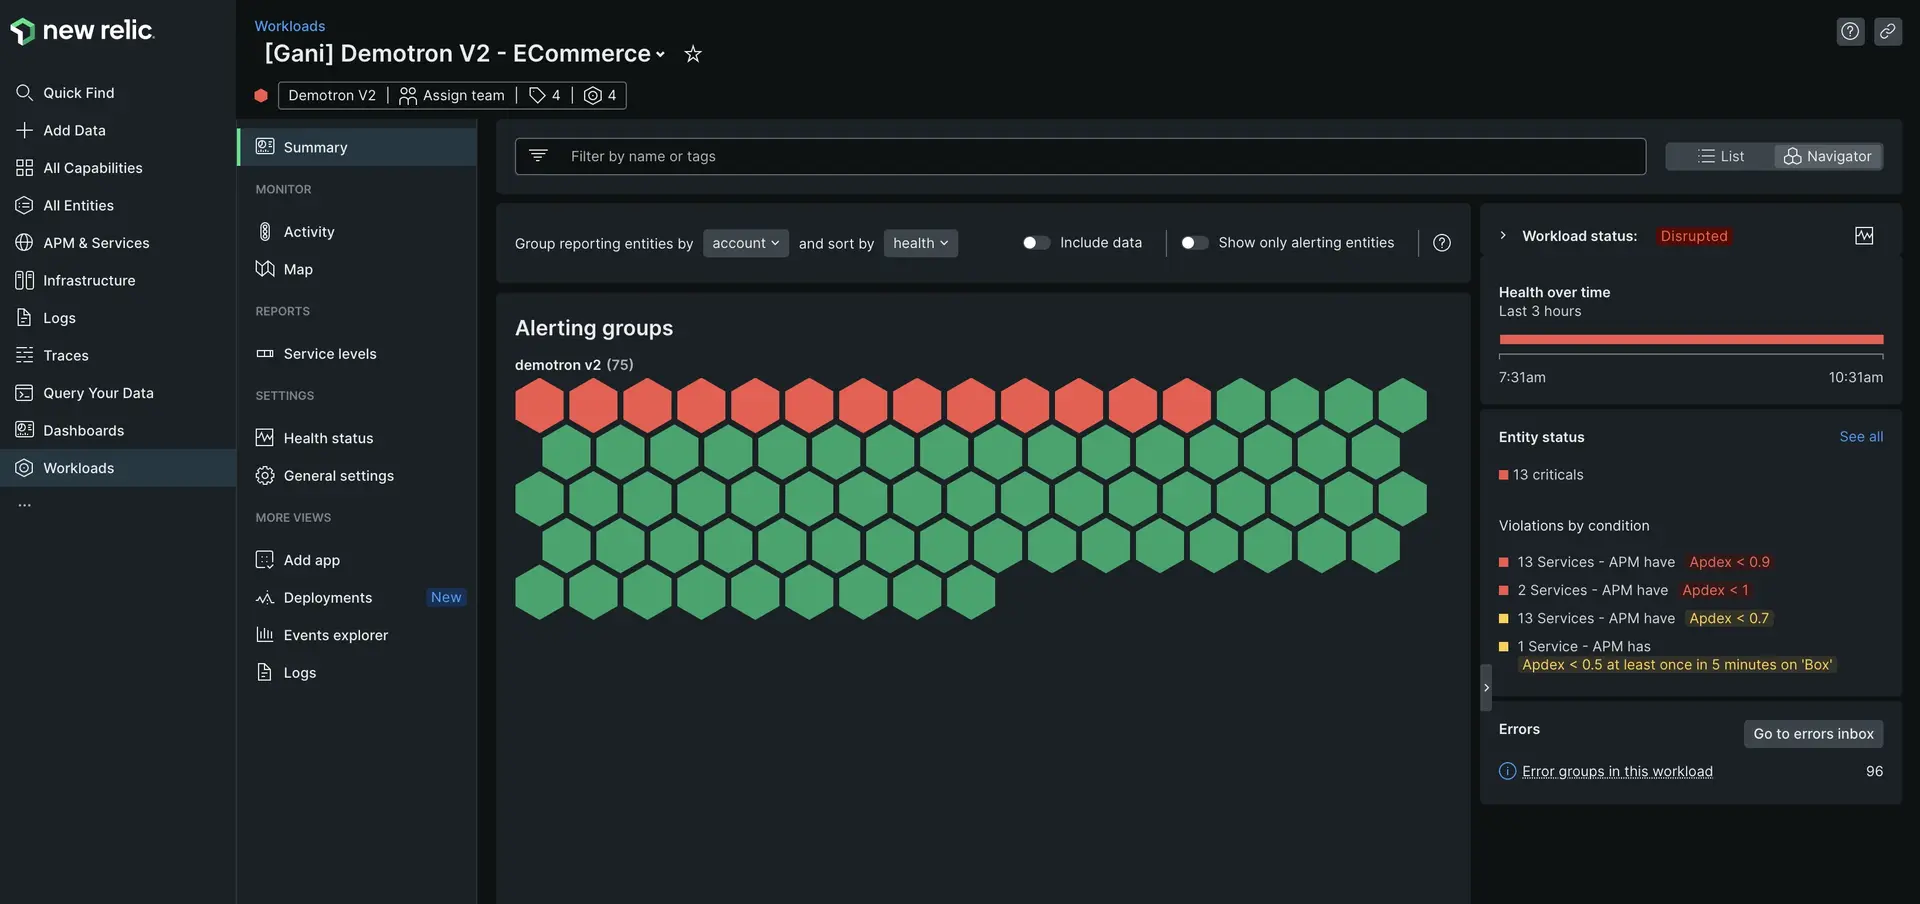 new relic.
Quick Find
Add Data
All Capabilities
All Entities
APM & Services
Infrastructure
Logs
Traces
Query Your Data
Dashboards
Workloads
...
Workloads
[Gani] Demotron V2 - ECommerce
Demotron V2 Assign team 4 4
Summary
MONITOR
Activity
Map
REPORTS
Service levels
SETTINGS
Health status
General settings
MORE VIEWS
Add app
Deployments New
Events explorer
Logs
Filter by name or tags
List Navigator
Group reporting entities by account and sort by health Include data Show only alerting entities
Alerting groups
demotron v2 (75)
Workload status: Disrupted
Health over time
Last 3 hours
7:31am 10:31am
Entity status See all
13 criticals
Violations by condition
13 Services - APM have Apdex < 0.9
2 Services - APM have Apdex < 1
13 Services - APM have Apdex < 0.7
1 Service - APM has
Apdex < 0.5 at least once in 5 minutes on 'Box'
Errors Go to errors inbox
Error groups in this workload 96